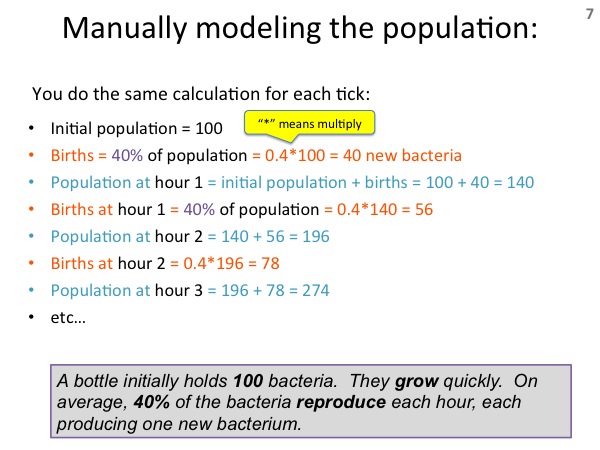 7
Manually modeling the population:
You do the same calculation for each tick:
• Initial population = 100
"*" means multiply
• Births = 40% of population = 0.4*100 = 40 new bacteria
• Population at hour 1 = initial population + births = 100 + 40 = 140
• Births at hour 1 = 40% of population = 0.4*140 = 56
• Population at hour 2 = 140 + 56 = 196
• Births at hour 2 = 0.4*196 = 78
• Population at hour 3 = 196 + 78 = 274
• etc…
A bottle initially holds 100 bacteria. They grow quickly. On
average, 40% of the bacteria reproduce each hour, each
producing one new bacterium.